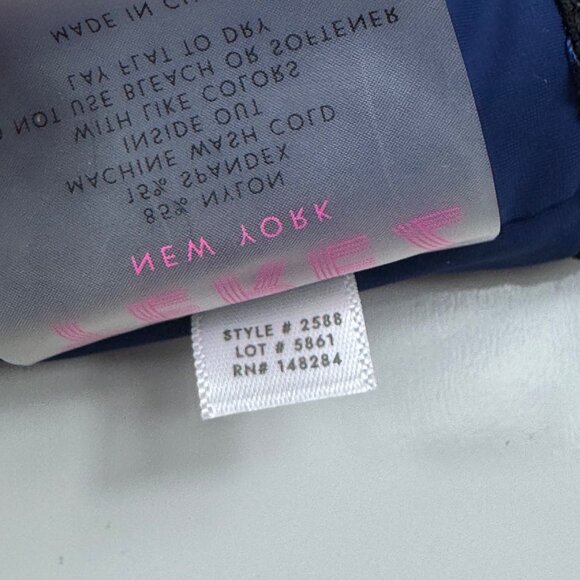 NEW YORK
85% NYLON
15% SPANDEX
MACHINE WASH COLD
INSIDE OUT
WITH LIKE COLORS
NOT USE BLEACH OR SOFTENER
LAY FLAT TO DRY
MADE IN
STYLE # 2588
LOT # 5861
RN# 148284